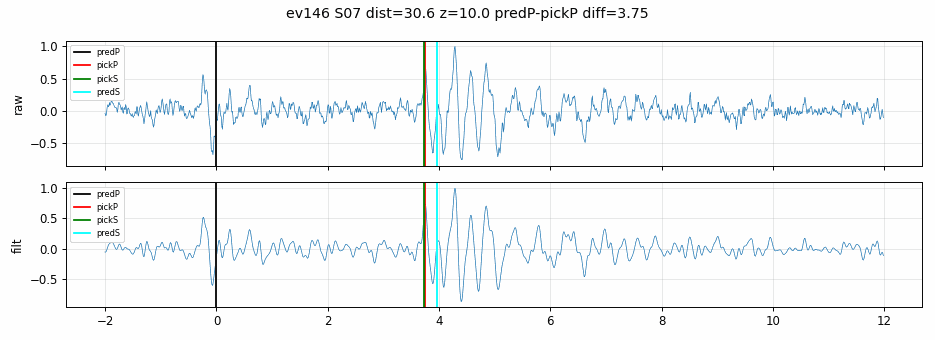 ev146 S07 dist=30.6 z=10.0 predP-pickP diff=3.75
1.0
0.5
0.0
−0.5
raw
predP
pickP
pickS
predS
1.0
0.5
0.0
−0.5
filt
predP
pickP
pickS
predS
−2 0 2 4 6 8 10 12